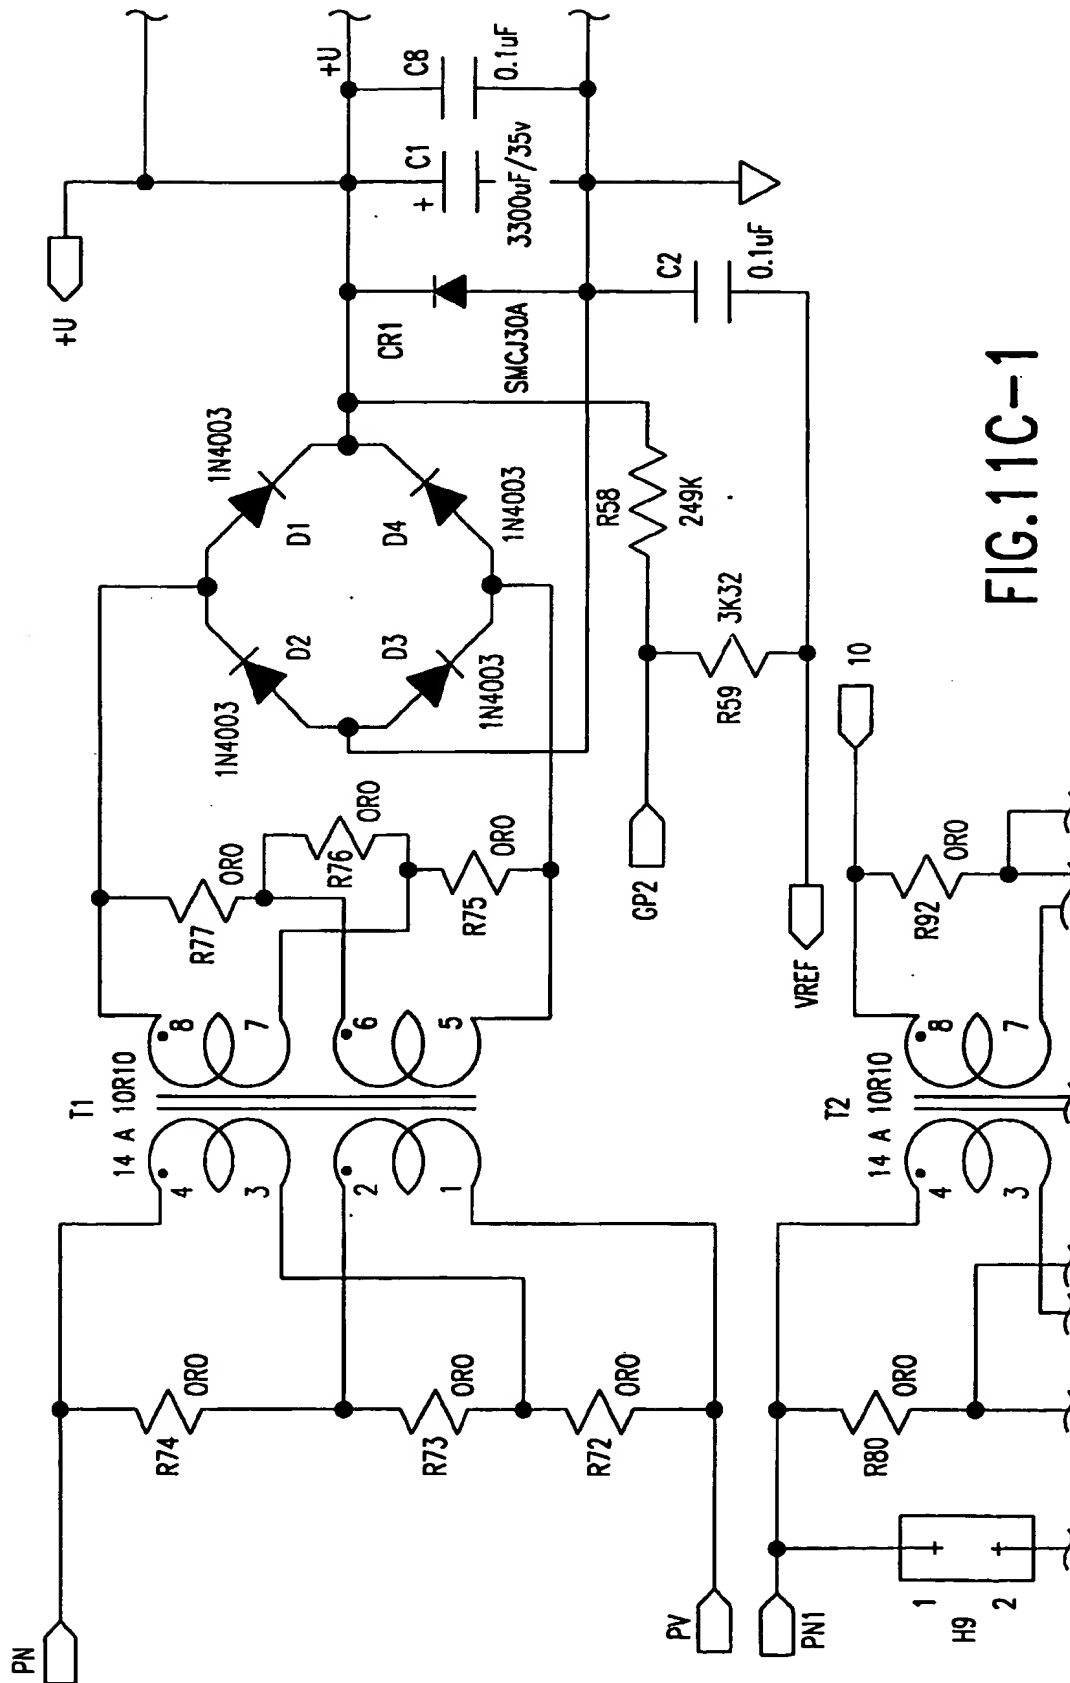 +U
+U
C8
0.1uF
C1
+
3300uF/35v
CR1
SMCJ30A
C2
0.1uF
1N4003
D1
D4
1N4003
1N4003
D2
D3
1N4003
R58
249K
R59
3K32
GP2
VREF
R77
0R0
R76
0R0
R75
0R0
T1
14 A 10R10
8
7
6
5
4
3
2
1
PN
R74
0R0
R73
0R0
R72
0R0
PV
10
R92
0R0
T2
14 A 10R10
8
7
4
3
R80
0R0
PN1
1
2
H9
FIG.11C-1